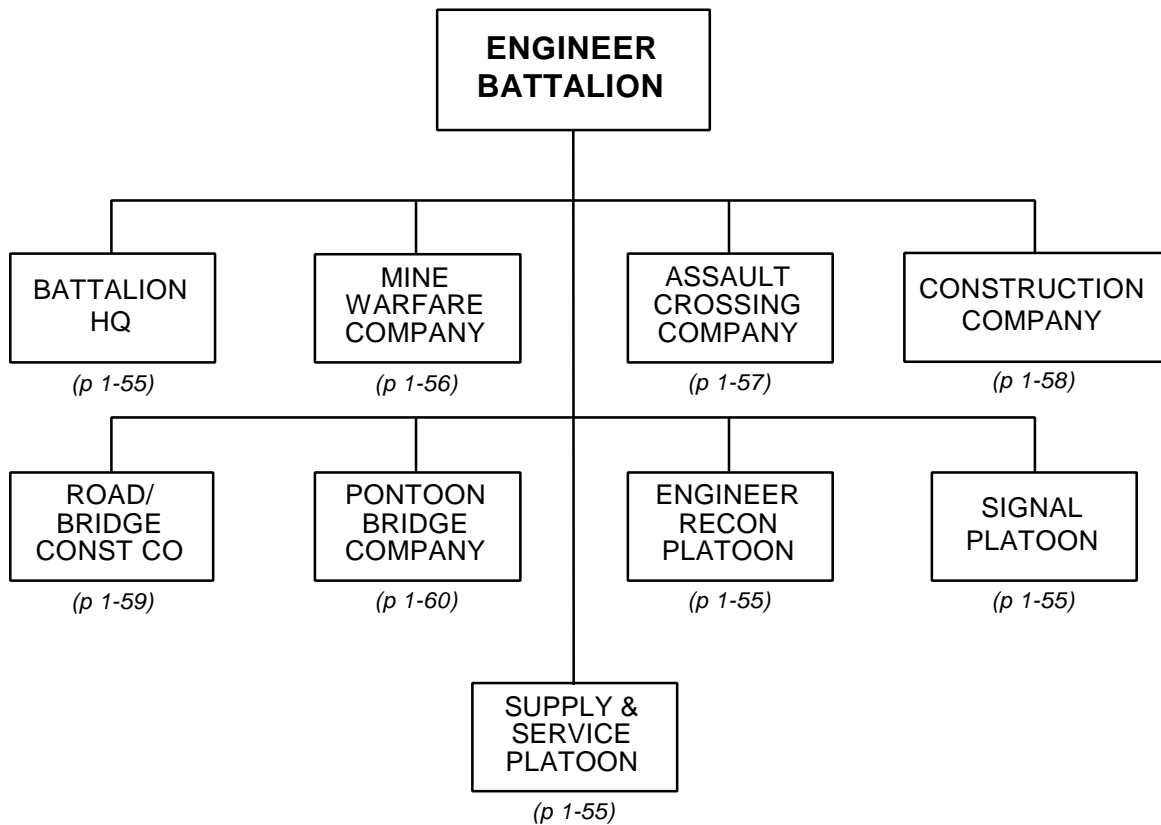 ENGINEER
BATTALION
BATTALION
HQ
(p 1-55)
MINE
WARFARE
COMPANY
(p 1-56)
ASSAULT
CROSSING
COMPANY
(p 1-57)
CONSTRUCTION
COMPANY
(p 1-58)
ROAD/
BRIDGE
CONST CO
(p 1-59)
PONTOON
BRIDGE
COMPANY
(p 1-60)
ENGINEER
RECON
PLATOON
(p 1-55)
SIGNAL
PLATOON
(p 1-55)
SUPPLY &
SERVICE
PLATOON
(p 1-55)